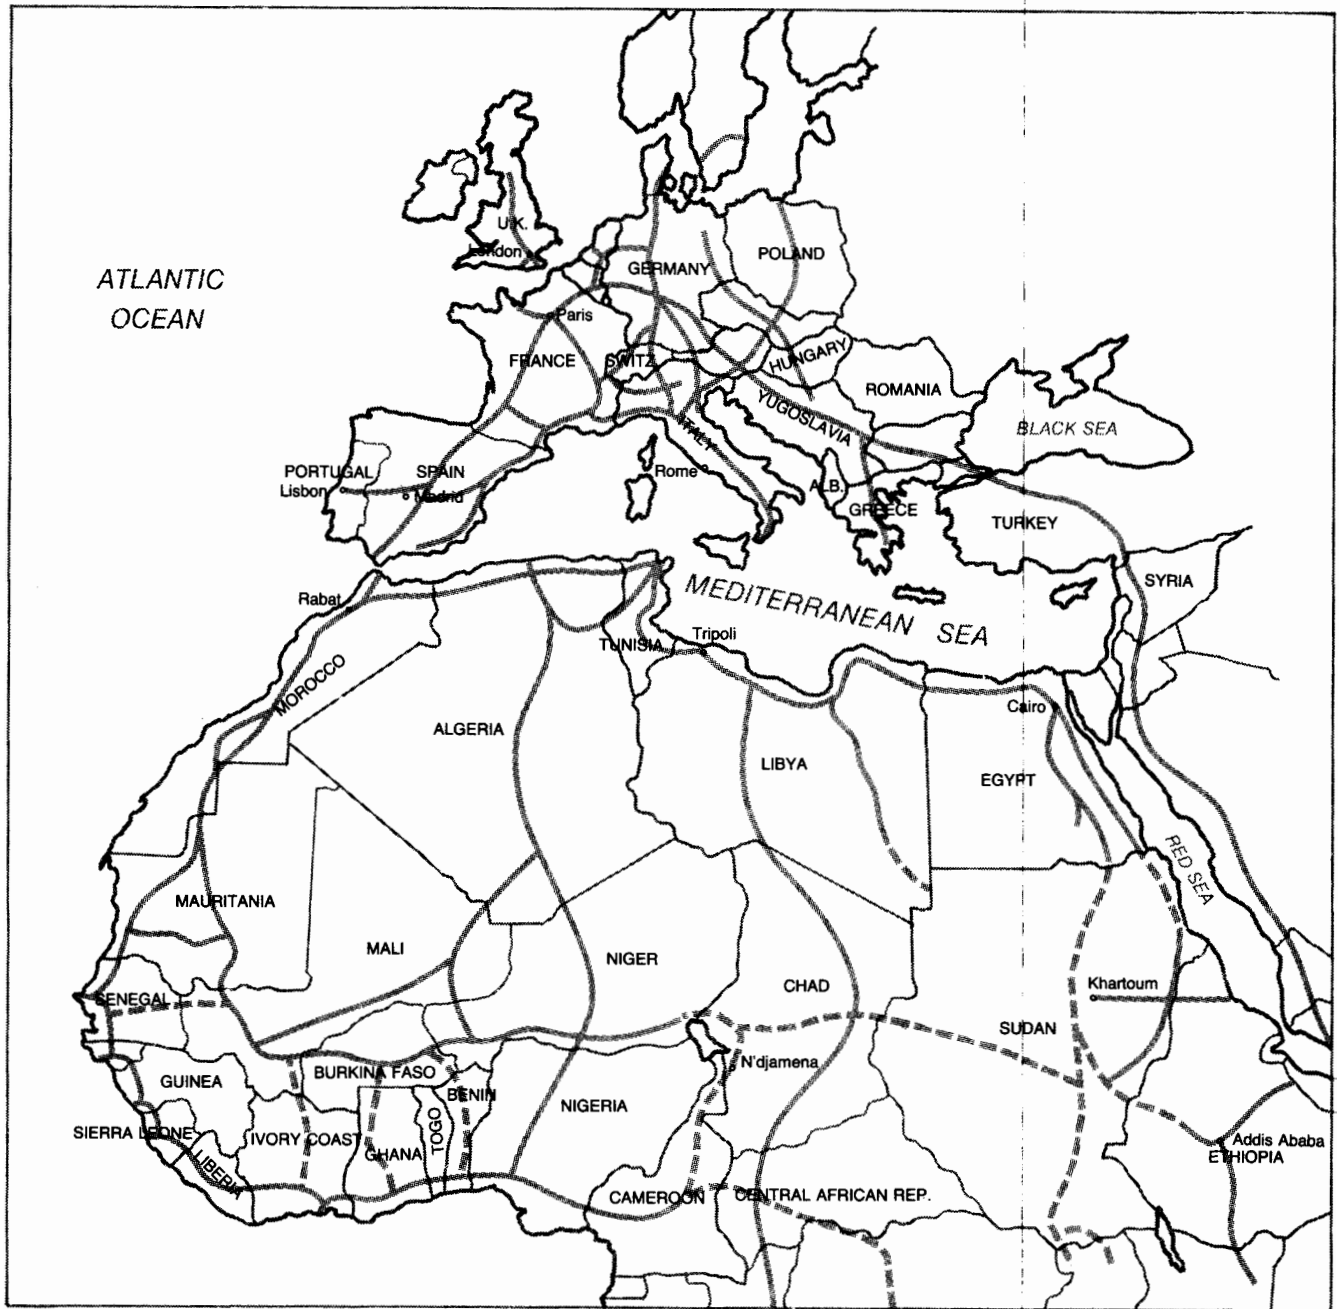 U.K.
London
ATLANTIC
OCEAN
GERMANY
POLAND
Paris
FRANCE
SWITZ.
HUNGARY
ROMANIA
YUGOSLAVIA
BLACK SEA
ITALY
PORTUGAL
SPAIN
Lisbon
Madrid
Rome
ALB.
GREECE
TURKEY
SYRIA
MEDITERRANEAN SEA
Rabat
TUNISIA
Tripoli
MOROCCO
ALGERIA
LIBYA
Cairo
EGYPT
RED SEA
MAURITANIA
MALI
NIGER
CHAD
Khartoum
SENEGAL
SUDAN
GUINEA
BURKINA FASO
N'djamena
BENIN
NIGERIA
SIERRA LEONE
IVORY COAST
GHANA
TOGO
Addis Ababa
ETHIOPIA
LIBERIA
CAMEROON
CENTRAL AFRICAN REP.